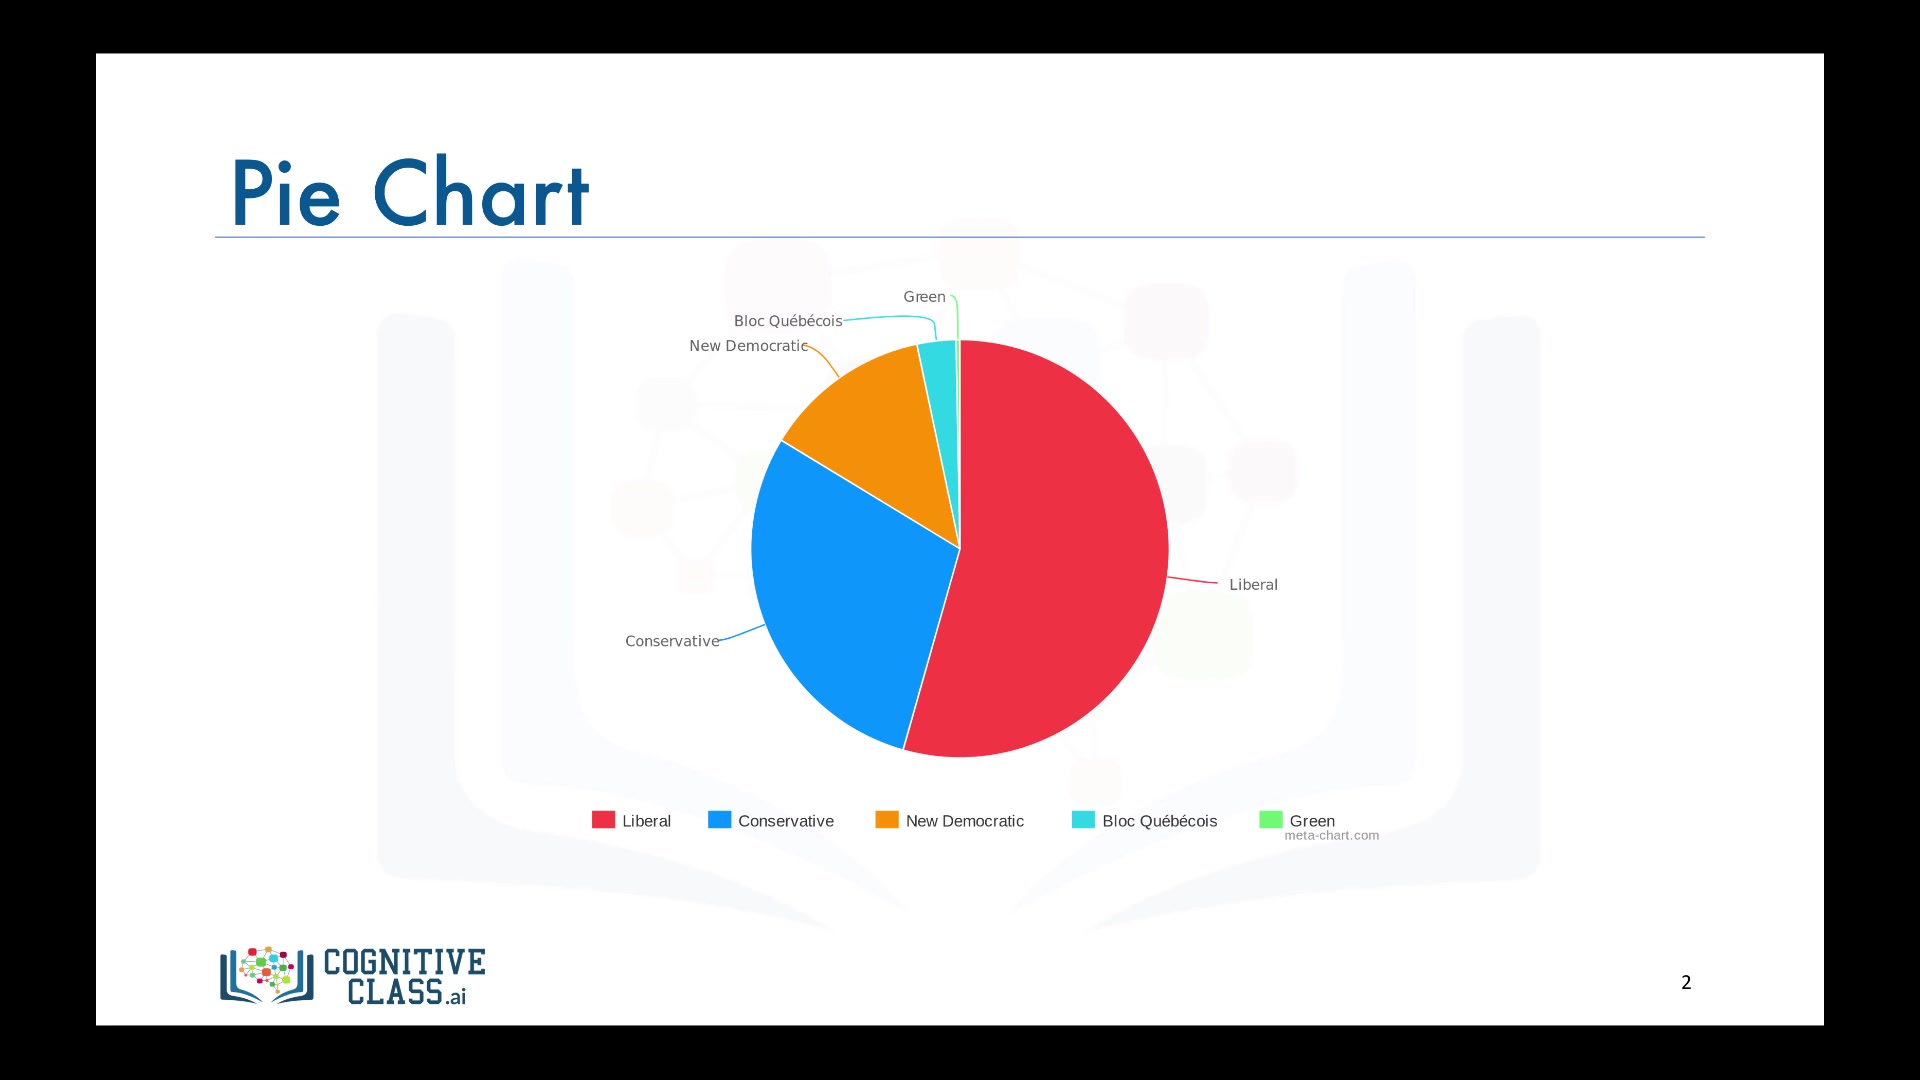 Pie Chart
Green
Bloc Québécois
New Democratic
Liberal
Conservative
Liberal Conservative New Democratic Bloc Québécois Green
meta-chart.com
COGNITIVE
CLASS.ai
2